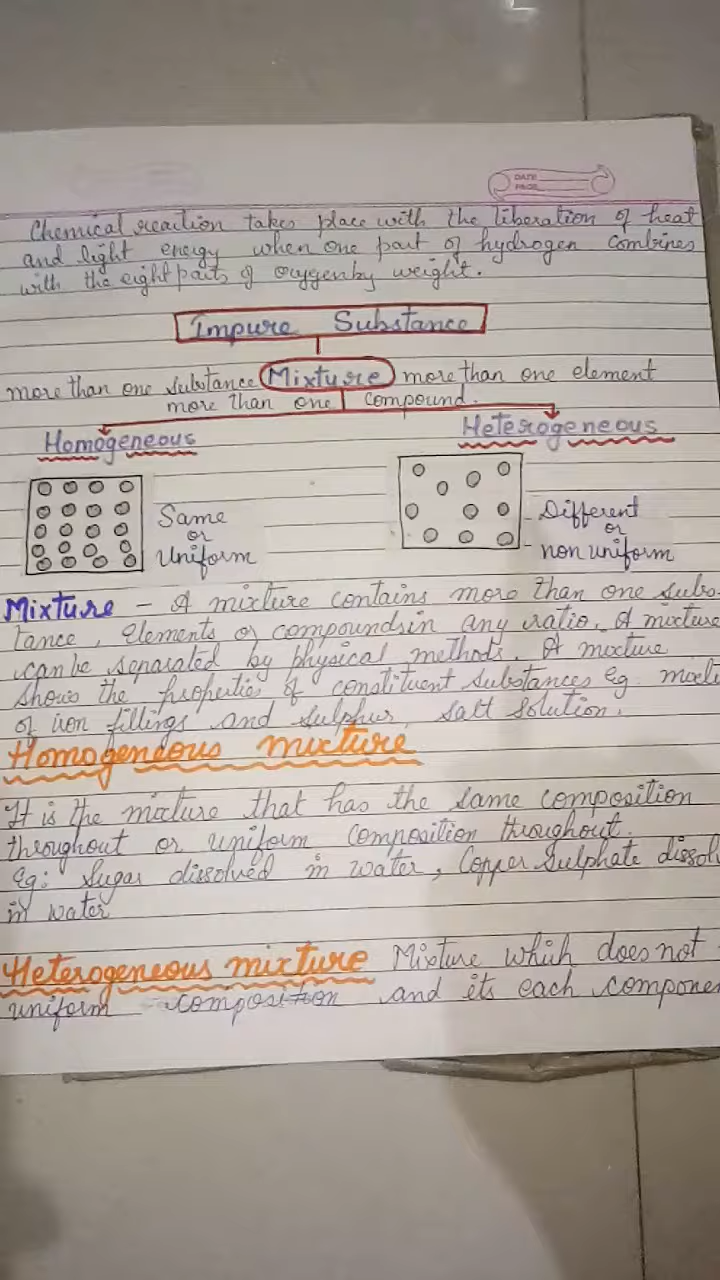 DATE
PAGE
Chemical reaction takes place with the liberation of heat
and light energy when one part of hydrogen combines
with the eight parts of oxygen by weight.
Impure Substance
more than one substance Mixture more than one element
more than one compound.
Homogeneous Heterogeneous
Same
or
Uniform
Different
or
non uniform
Mixture - A mixture contains more than one subs-
tance, Elements or compounds in any ratio. A mixture
can be separated by physical methods. A mixture
shows the properties of constituent substances eg.
of iron fillings and sulphur, salt solution.
Homogeneous mixture
It is the mixture that has the same composition
throughout or uniform composition throughout.
Eg: Sugar dissolved in water, Copper Sulphate dissol
in water
Heterogeneous mixture Mixture which does not
uniform composition and its each compone